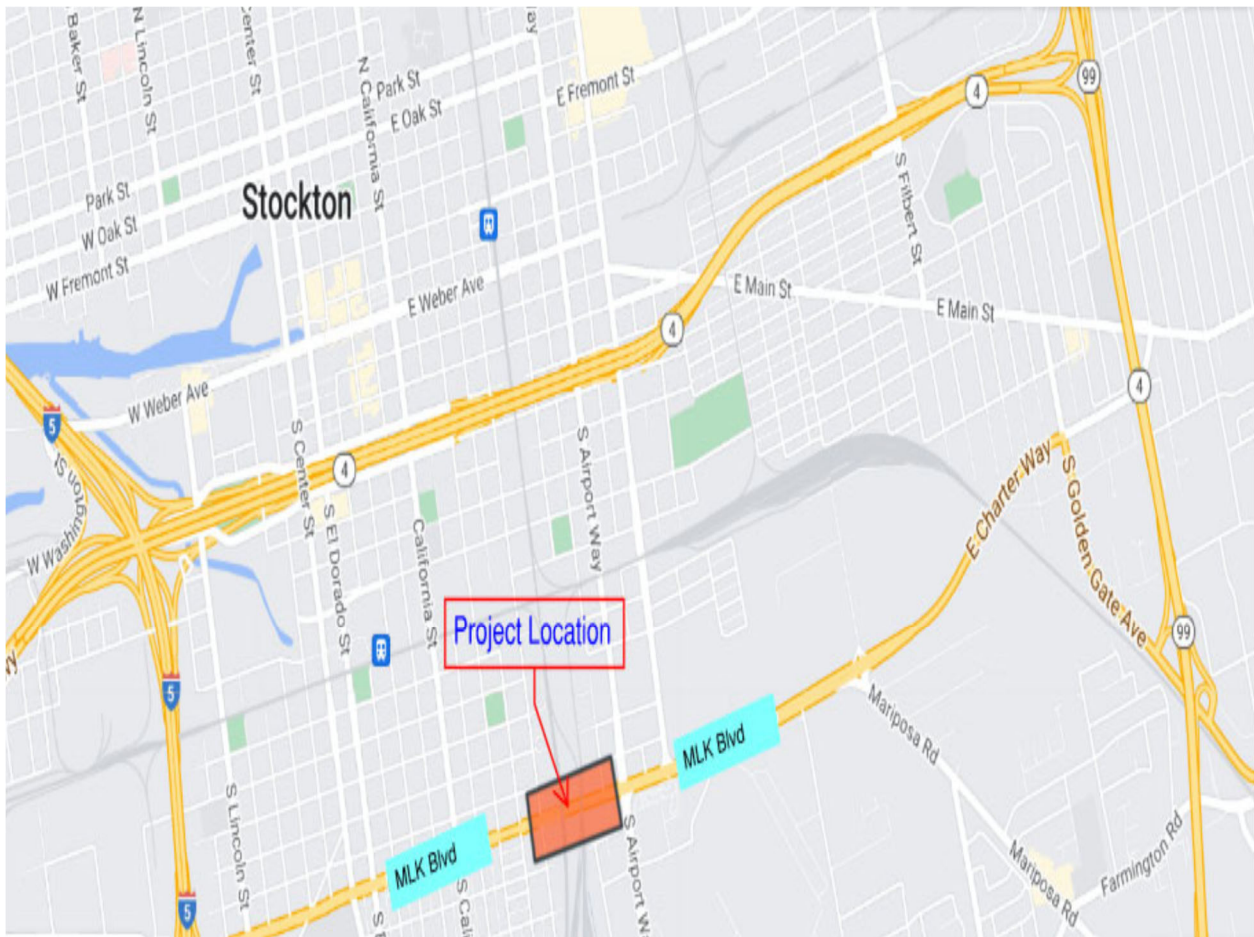 Baker St
N Lincoln St
Center St
N California St
Way
Park St
E Oak St
E Fremont St
4
99
S Filbert St
Stockton
Park St
W Oak St
W Fremont St
E Weber Ave
E Main St
E Main St
4
4
W Weber Ave
5
S Center St
4
S Airport Way
W Washington St
S El Dorado St
California St
E Charter Way
S Golden Gate Ave
Project Location
99
5
MLK Blvd
Mariposa Rd
S Lincoln St
MLK Blvd
S Airport W
Mariposa Rd
Farmington Rd
S Cali
5